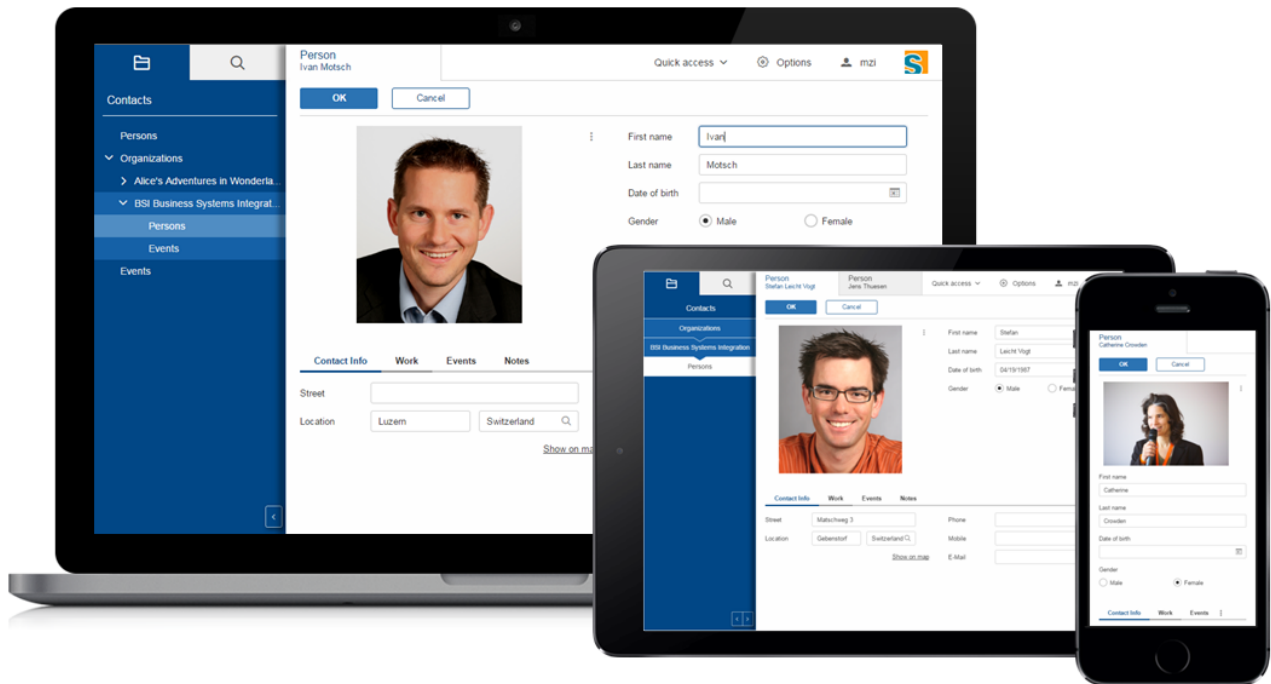 Person
Ivan Motsch
Quick access
Options
mzi
S
Contacts
OK
Cancel
Persons
Organizations
Alice's Adventures in Wonderla...
BSI Business Systems Integrat...
Persons
Events
Events
First name
Ivan
Last name
Motsch
Date of birth
Gender
Male
Female
Contact Info
Work
Events
Notes
Street
Location
Luzern
Switzerland
Show on ma
Person
Stefan Leicht Vogt
Person
Jens Thuesen
Quick access
Options
mzi
Contacts
OK
Cancel
Organizations
BSI Business Systems Integration
Persons
First name
Stefan
Last name
Leicht Vogt
Date of birth
04/19/1987
Gender
Male
Fema
Contact Info
Work
Events
Notes
Street
Matschweg 3
Phone
Location
Gebenstorf
Switzerland
Mobile
Show on map
E-Mail
Person
Catherine Crowden
OK
Cancel
First name
Catherine
Last name
Crowden
Date of birth
Gender
Male
Female
Contact Info
Work
Events